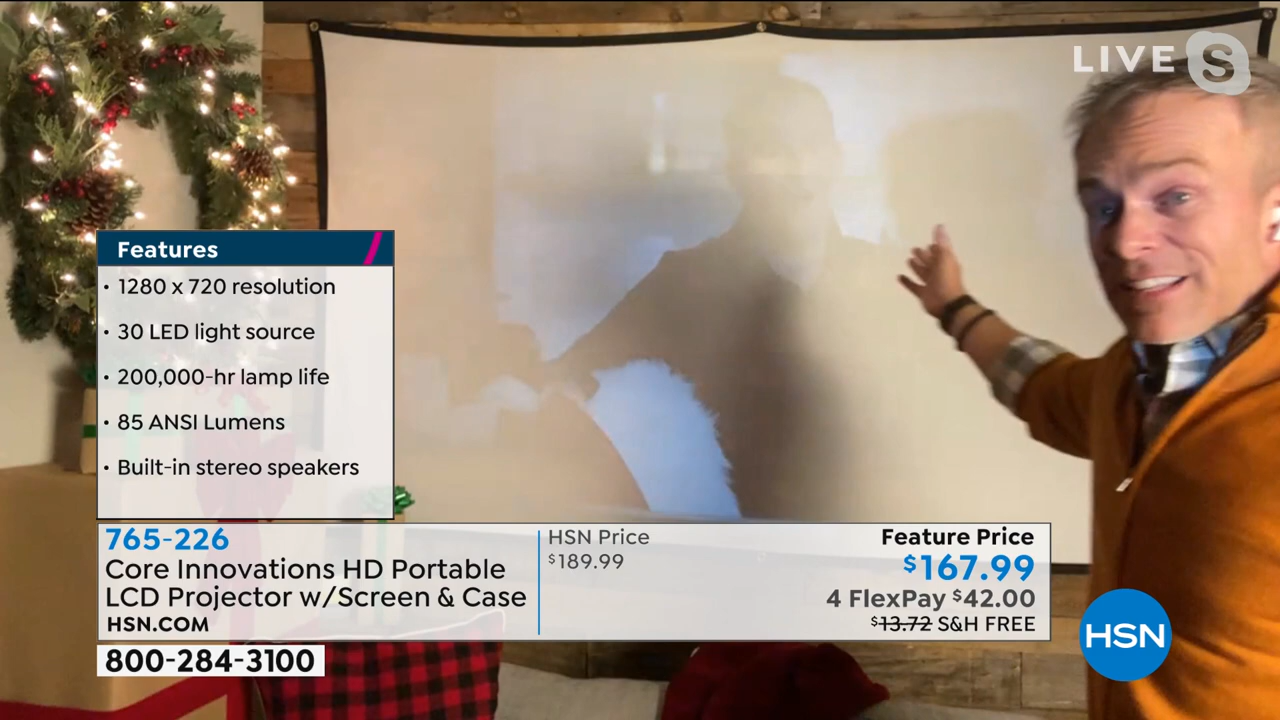 LIVE S
Features
• 1280 x 720 resolution
• 30 LED light source
• 200,000-hr lamp life
• 85 ANSI Lumens
• Built-in stereo speakers
765-226
Core Innovations HD Portable
LCD Projector w/Screen & Case
HSN.COM
HSN Price
$189.99
Feature Price
$167.99
4 FlexPay $42.00
$13.72 S&H FREE
800-284-3100
HSN